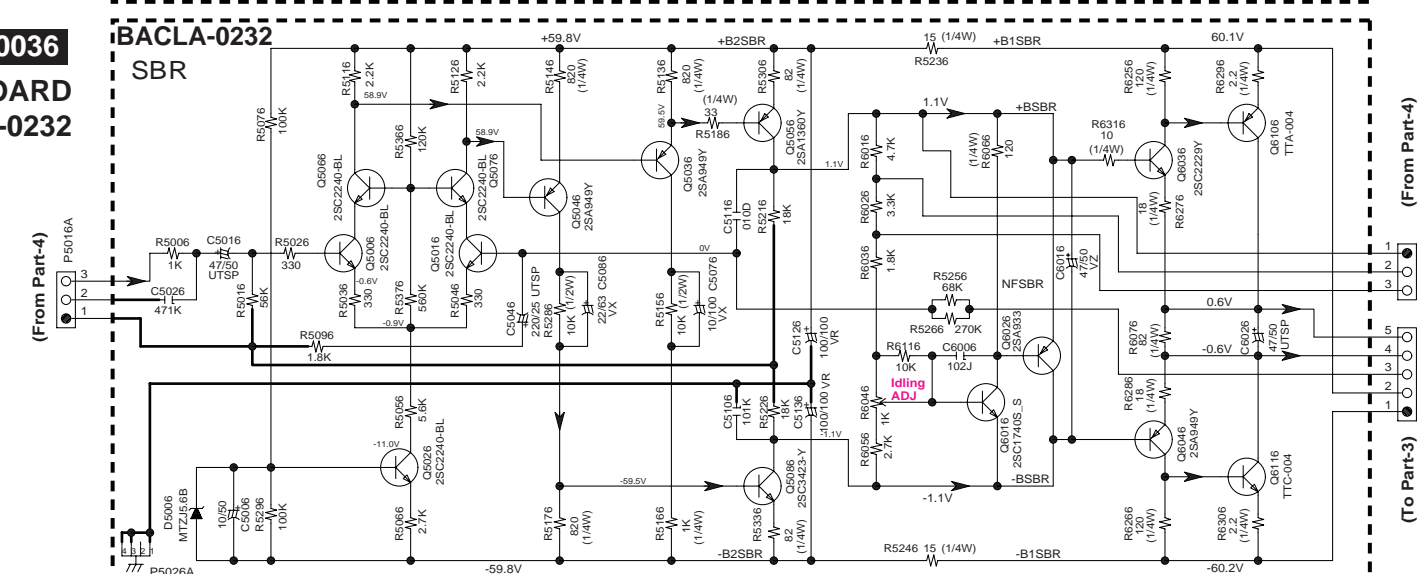 0036
DARD
-0232
BACLA-0232
SBR
+59.8V
+B2SBR
15 (1/4W)
R5236
+B1SBR
60.1V
R5116
2.2K
R5126
2.2K
R5146
820
(1/4W)
R5136
820
(1/4W)
R5306
82
(1/4W)
R6256
120
(1/4W)
R6296
2.2
(1/4W)
58.9V
R5076
100K
R5366
120K
58.9V
59.5V
(1/4W)
33
R5186
Q5056
2SA1360Y
1.1V
+BSBR
R6016
4.7K
(1/4W)
R6066
120
R6316
10
(1/4W)
Q6036
2SC2229Y
Q6106
TTA-004
(From Part-4)
Q5066
2SC2240-BL
2SC2240-BL
Q5076
Q5046
2SA949Y
Q5036
2SA949Y
1.1V
C5116
010D
R5216
18K
R6026
3.3K
18
(1/4W)
R6276
P5016A
(From Part-4)
3
2
1
R5006
1K
C5016
47/50
UTSP
R5026
330
C5026
471K
R5016
56K
Q5006
2SC2240-BL
Q5016
2SC2240-BL
0V
R6036
1.8K
C6016
47/50
VZ
1
2
3
-0.6V
R5036
330
R5376
560K
R5046
330
C5046
220/25 UTSP
R5286
10K (1/2W)
C5086
22/63
VX
R5156
10K (1/2W)
C5076
10/100
VX
R5256
68K
R5266
270K
NFSBR
Q6026
2SA933
0.6V
-0.9V
R5096
1.8K
C5126
100/100
VR
R6116
10K
C6006
102J
R6076
82
(1/4W)
-0.6V
C6026
47/50
UTSP
5
4
3
2
1
Idling
ADJ
R6046
1K
R6286
18
(1/4W)
R5056
5.6K
C5106
101K
R5226
18K
C5136
100/100 VR
-1.1V
R6056
2.7K
Q6016
2SC1740S_S
Q6046
2SA949Y
-11.0V
Q5026
2SC2240-BL
-59.5V
Q5086
2SC3423-Y
-1.1V
-BSBR
Q6116
TTC-004
(To Part-3)
D5006
MTZJ5.6B
10/50
C5006
R5296
100K
R5066
2.7K
R5176
820
(1/4W)
R5166
1K
(1/4W)
R5336
82
(1/4W)
R6266
120
(1/4W)
R6306
2.2
(1/4W)
4 3 2 1
P5026A
-59.8V
-B2SBR
R5246 15 (1/4W)
-B1SBR
-60.2V